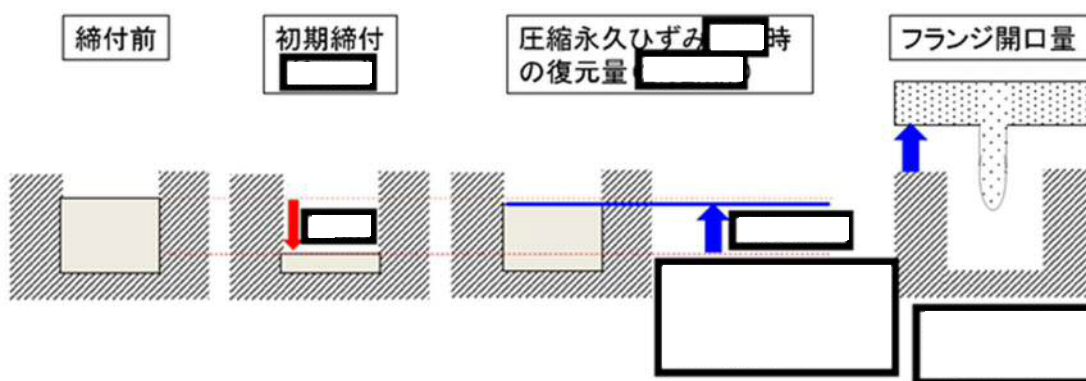 締付前
初期締付
圧縮永久ひずみ 時
の復元量
フランジ開口量